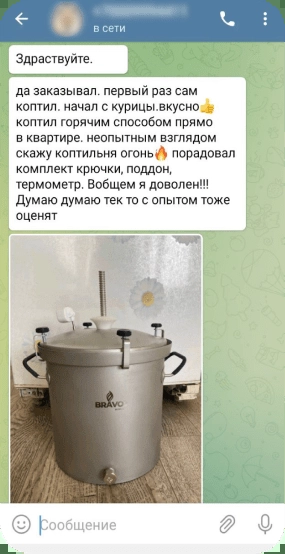 в сети
Здраствуйте.
да заказывал. первый раз сам
коптил. начал с курицы.вкусно👍
коптил горячим способом прямо
в квартире. неопытным взглядом
скажу коптильня огонь🔥 порадовал
комплект крючки, поддон,
термометр. Вобщем я доволен!!!
Думаю думаю тек то с опытом тоже
оценят
BRAVO
Сообщение